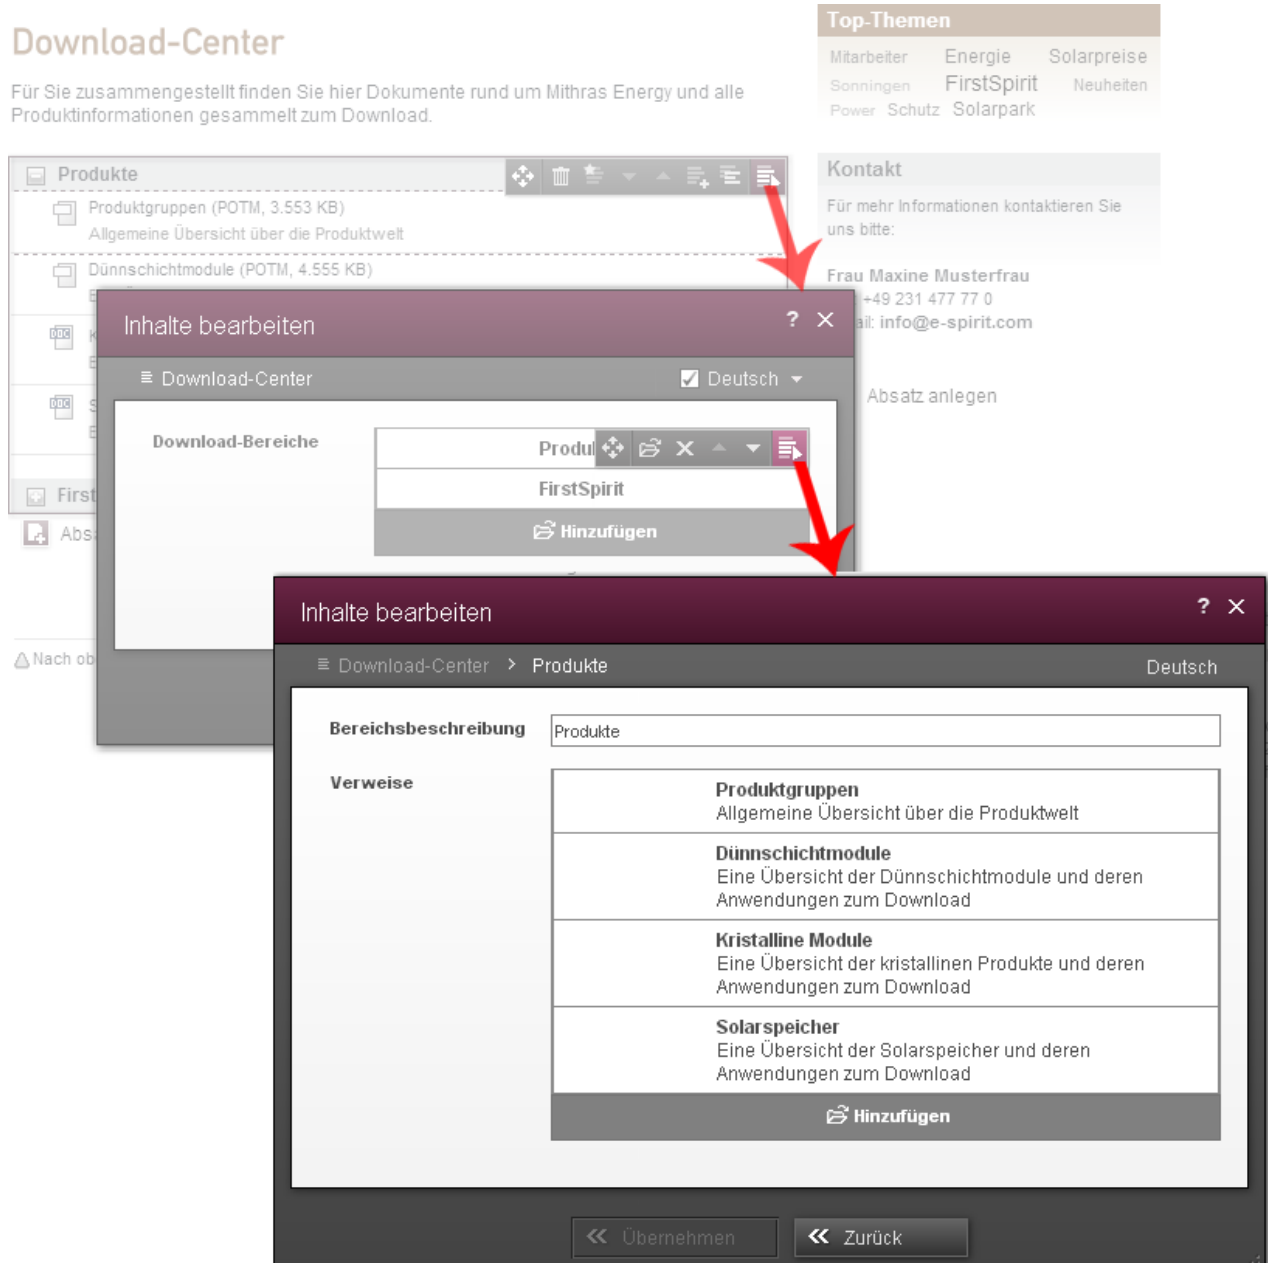 Download-Center
Für Sie zusammengestellt finden Sie hier Dokumente rund um Mithras Energy und alle
Produktinformationen gesammelt zum Download.
Top-Themen
Mitarbeiter Energie Solarpreise
Sonningen FirstSpirit Neuheiten
Power Schutz Solarpark
Produkte
Produktgruppen (POTM, 3.553 KB)
Allgemeine Übersicht über die Produktwelt
Dünnschichtmodule (POTM, 4.555 KB)
Kontakt
Für mehr Informationen kontaktieren Sie
uns bitte:
Frau Maxine Musterfrau
+49 231 477 77 0
ail: info@e-spirit.com
Absatz anlegen
First
Abs
Nach ob
Inhalte bearbeiten ?
Download-Center Deutsch
Download-Bereiche
Produ
FirstSpirit
Hinzufügen
Inhalte bearbeiten ?
Download-Center > Produkte Deutsch
Bereichsbeschreibung Produkte
Verweise
Produktgruppen
Allgemeine Übersicht über die Produktwelt
Dünnschichtmodule
Eine Übersicht der Dünnschichtmodule und deren
Anwendungen zum Download
Kristalline Module
Eine Übersicht der kristallinen Produkte und deren
Anwendungen zum Download
Solarspeicher
Eine Übersicht der Solarspeicher und deren
Anwendungen zum Download
Hinzufügen
Übernehmen
Zurück